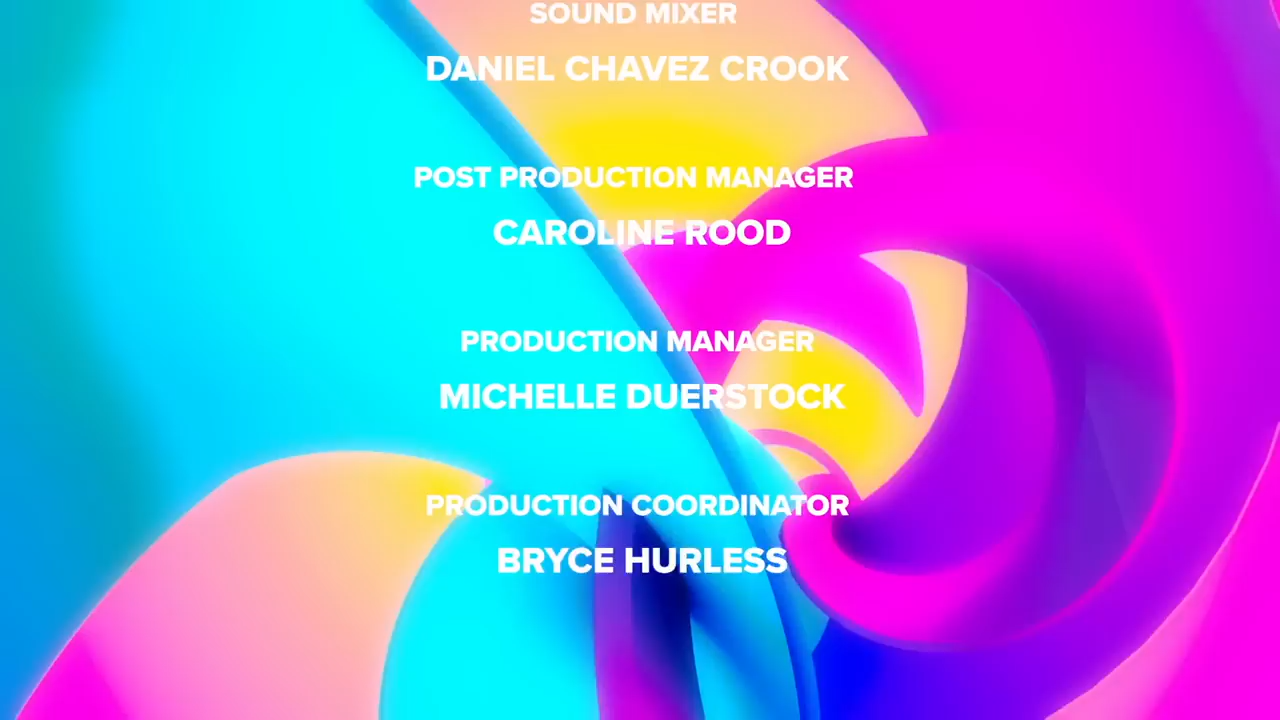 SOUND MIXER
DANIEL CHAVEZ CROOK
POST PRODUCTION MANAGER
CAROLINE ROOD
PRODUCTION MANAGER
MICHELLE DUERSTOCK
PRODUCTION COORDINATOR
BRYCE HURLESS